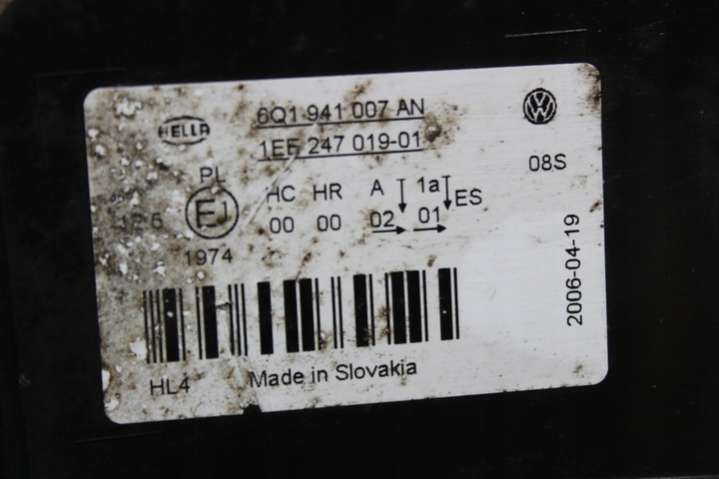 HELLA
6Q1 941 007 AN
1EF 247 019-01
08S
PL
HC HR A 1a
E1
00 00 02 01 ES
1974
2006-04-19
HL4 Made in Slovakia